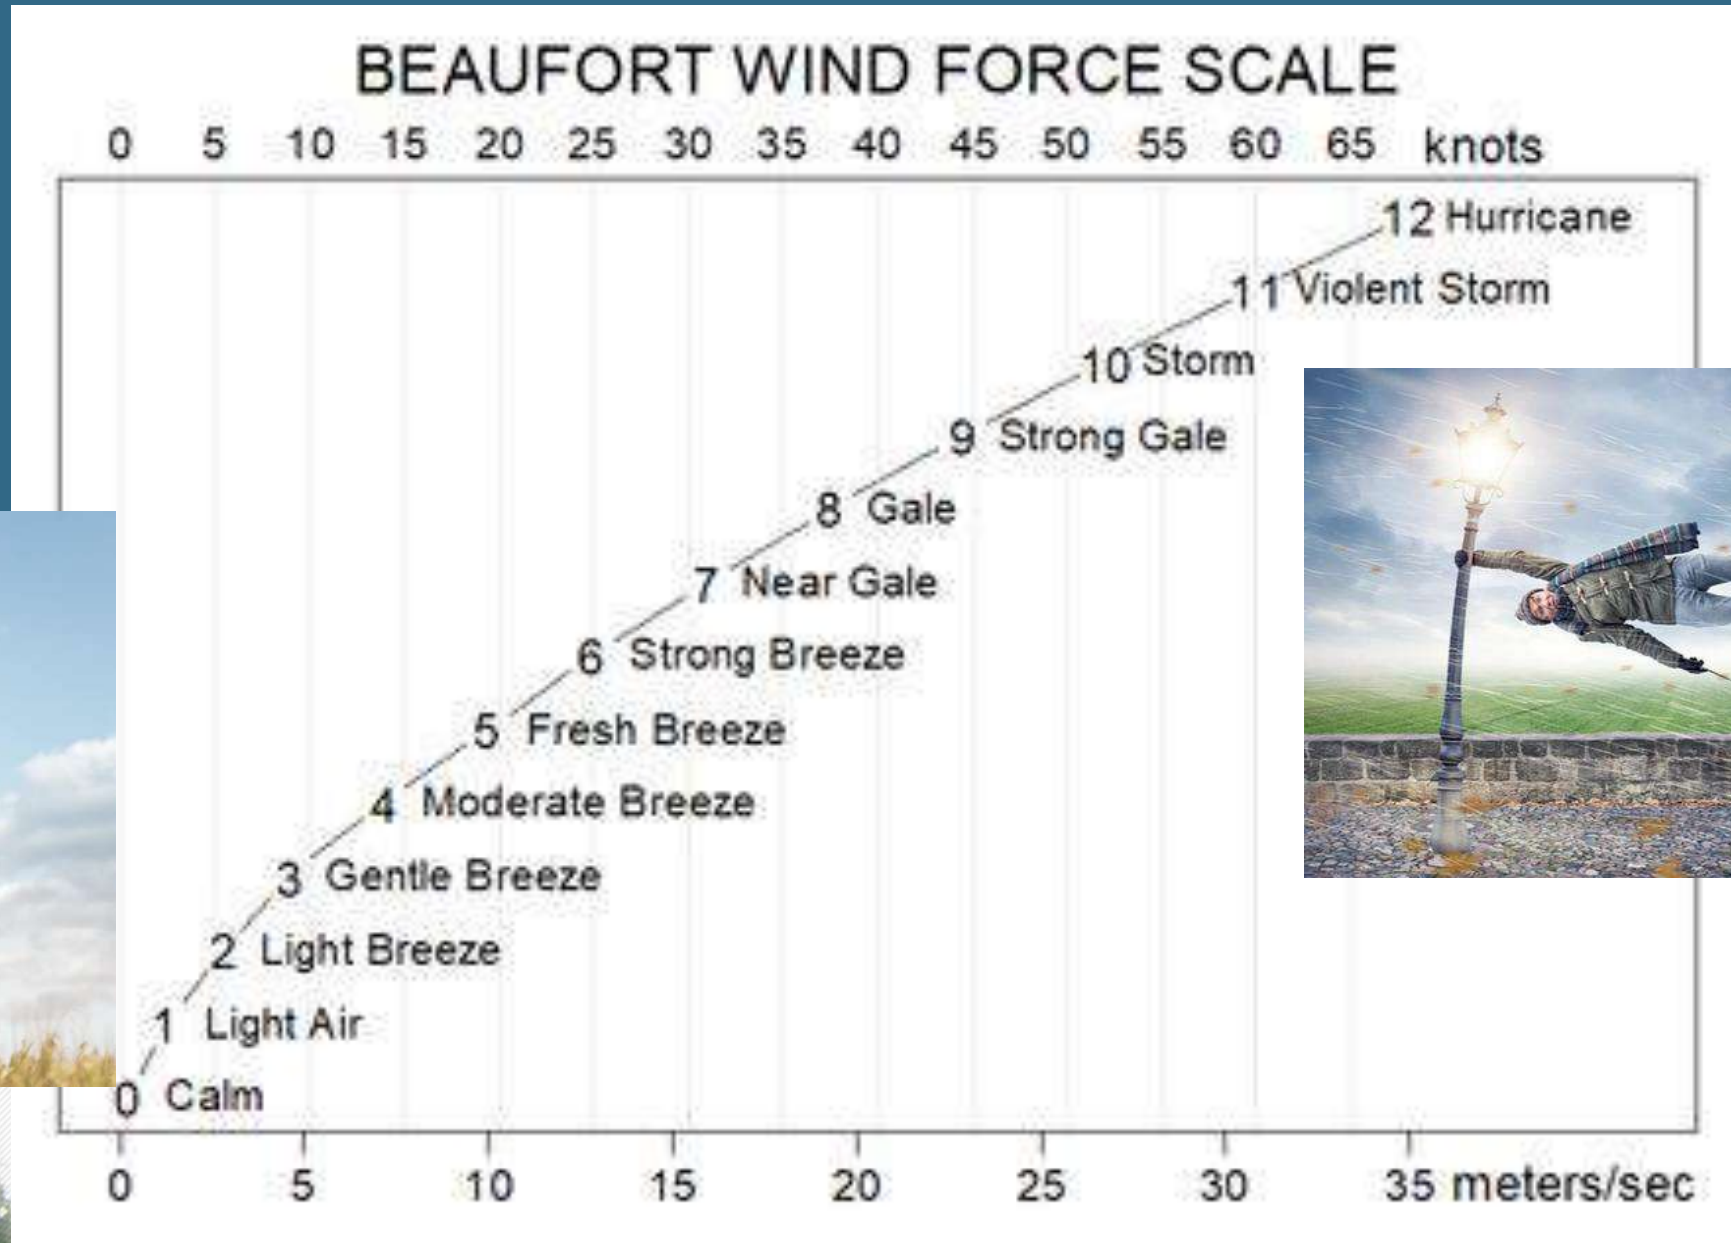 BEAUFORT WIND FORCE SCALE
0 5 10 15 20 25 30 35 40 45 50 55 60 65 knots
12 Hurricane
11 Violent Storm
10 Storm
9 Strong Gale
8 Gale
7 Near Gale
6 Strong Breeze
5 Fresh Breeze
4 Moderate Breeze
3 Gentle Breeze
2 Light Breeze
1 Light Air
0 Calm
0 5 10 15 20 25 30 35 meters/sec